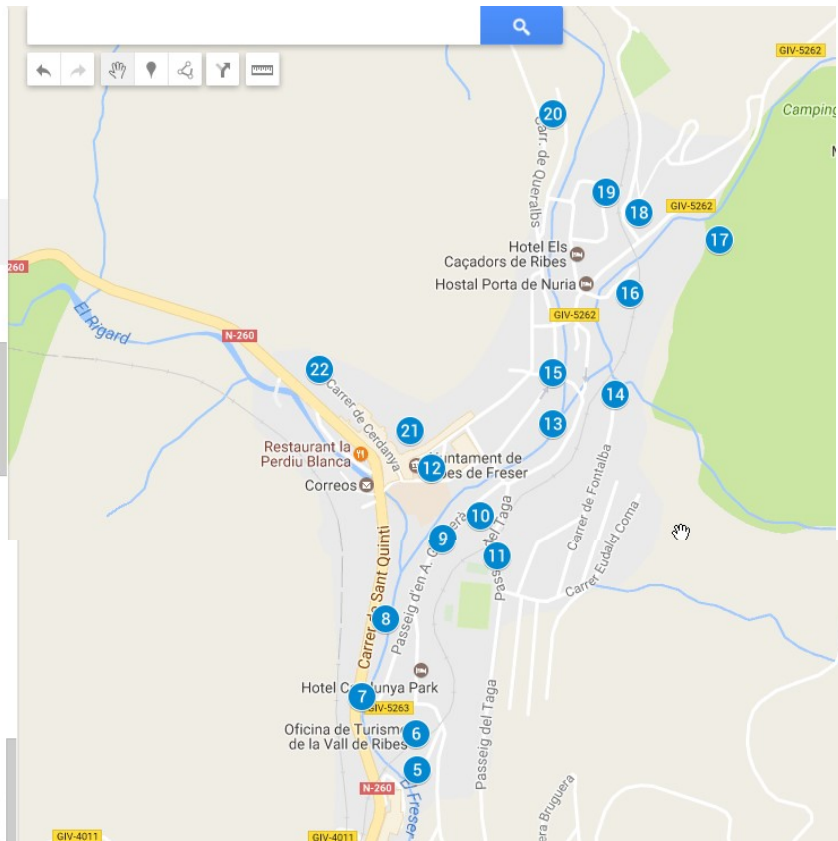 GIV-5262
Camping
20
Carr. de Queralbs
19
18
GIV-5262
17
Hotel Els
Caçadors de Ribes
Hostal Porta de Nuria
16
260
GIV-5262
El Rigard
N-260
22
15
14
Carrer de Cerdanya
21
13
Restaurant la
Perdiu Blanca
12
Ajuntament de
Ribes de Freser
Correos
10
Carrer de Fontalba
9
11
Passeig del Taga
Carrer Eudald Coma
Carrer de Sant Quintí
Passeig d'en A.
8
Hotel Catalunya Park
7
GIV-5263
Passeig del Taga
Oficina de Turisme
de la Vall de Ribes
6
5
N-260
El Freser
era Bruguera
GIV-4011
GIV-4011